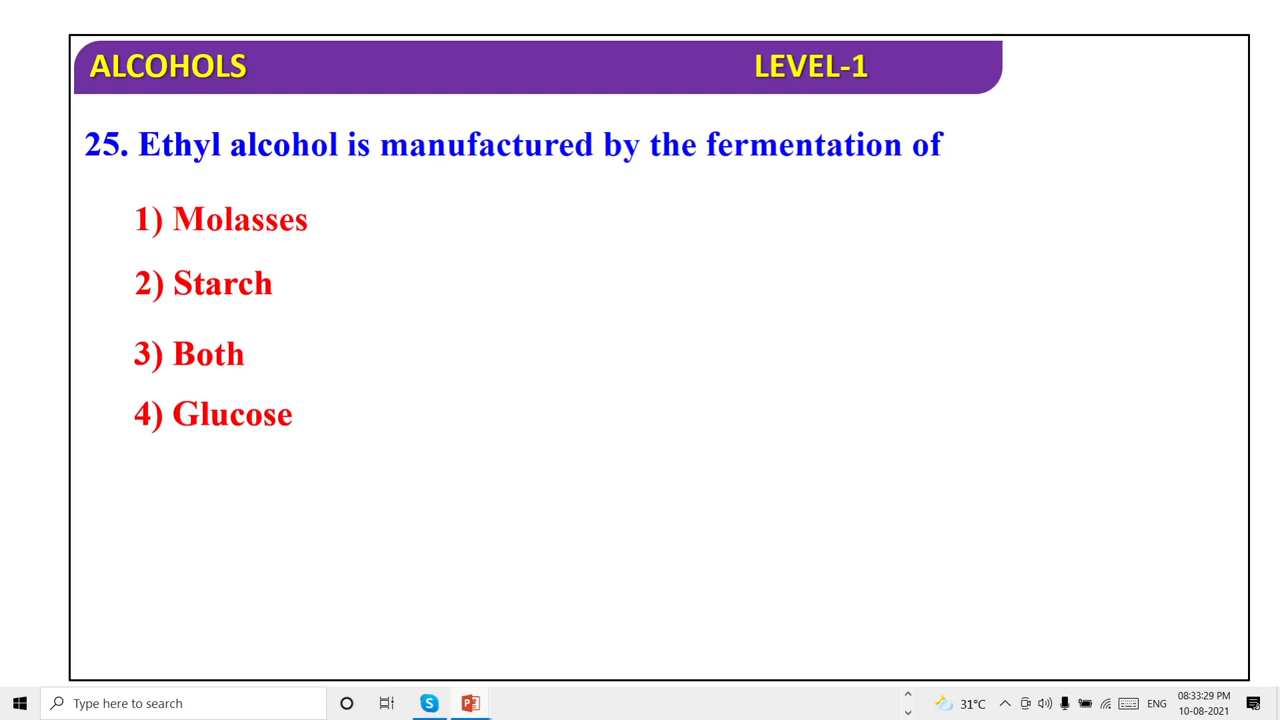 ALCOHOLS LEVEL-1
25. Ethyl alcohol is manufactured by the fermentation of
1) Molasses
2) Starch
3) Both
4) Glucose
Type here to search
31°C
ENG
08:33:29 PM
10-08-2021